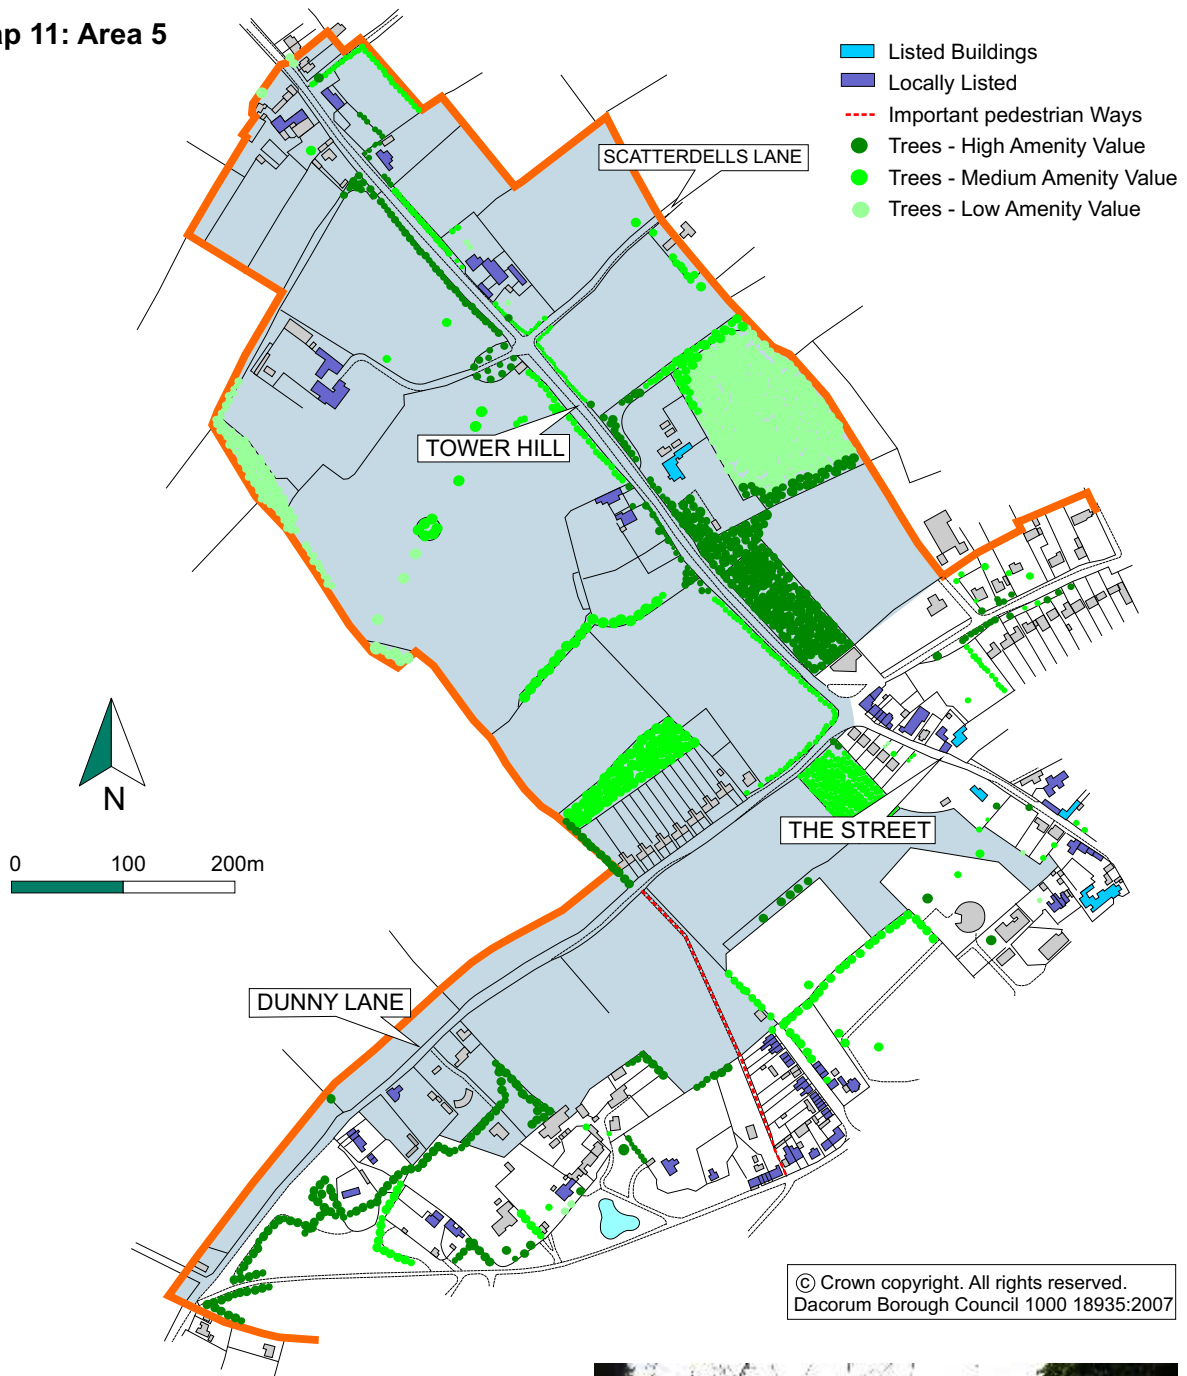 ap 11: Area 5
Listed Buildings
Locally Listed
Important pedestrian Ways
Trees - High Amenity Value
Trees - Medium Amenity Value
Trees - Low Amenity Value
SCATTERDELLS LANE
TOWER HILL
N
0 100 200m
THE STREET
DUNNY LANE
© Crown copyright. All rights reserved.
Dacorum Borough Council 1000 18935:2007